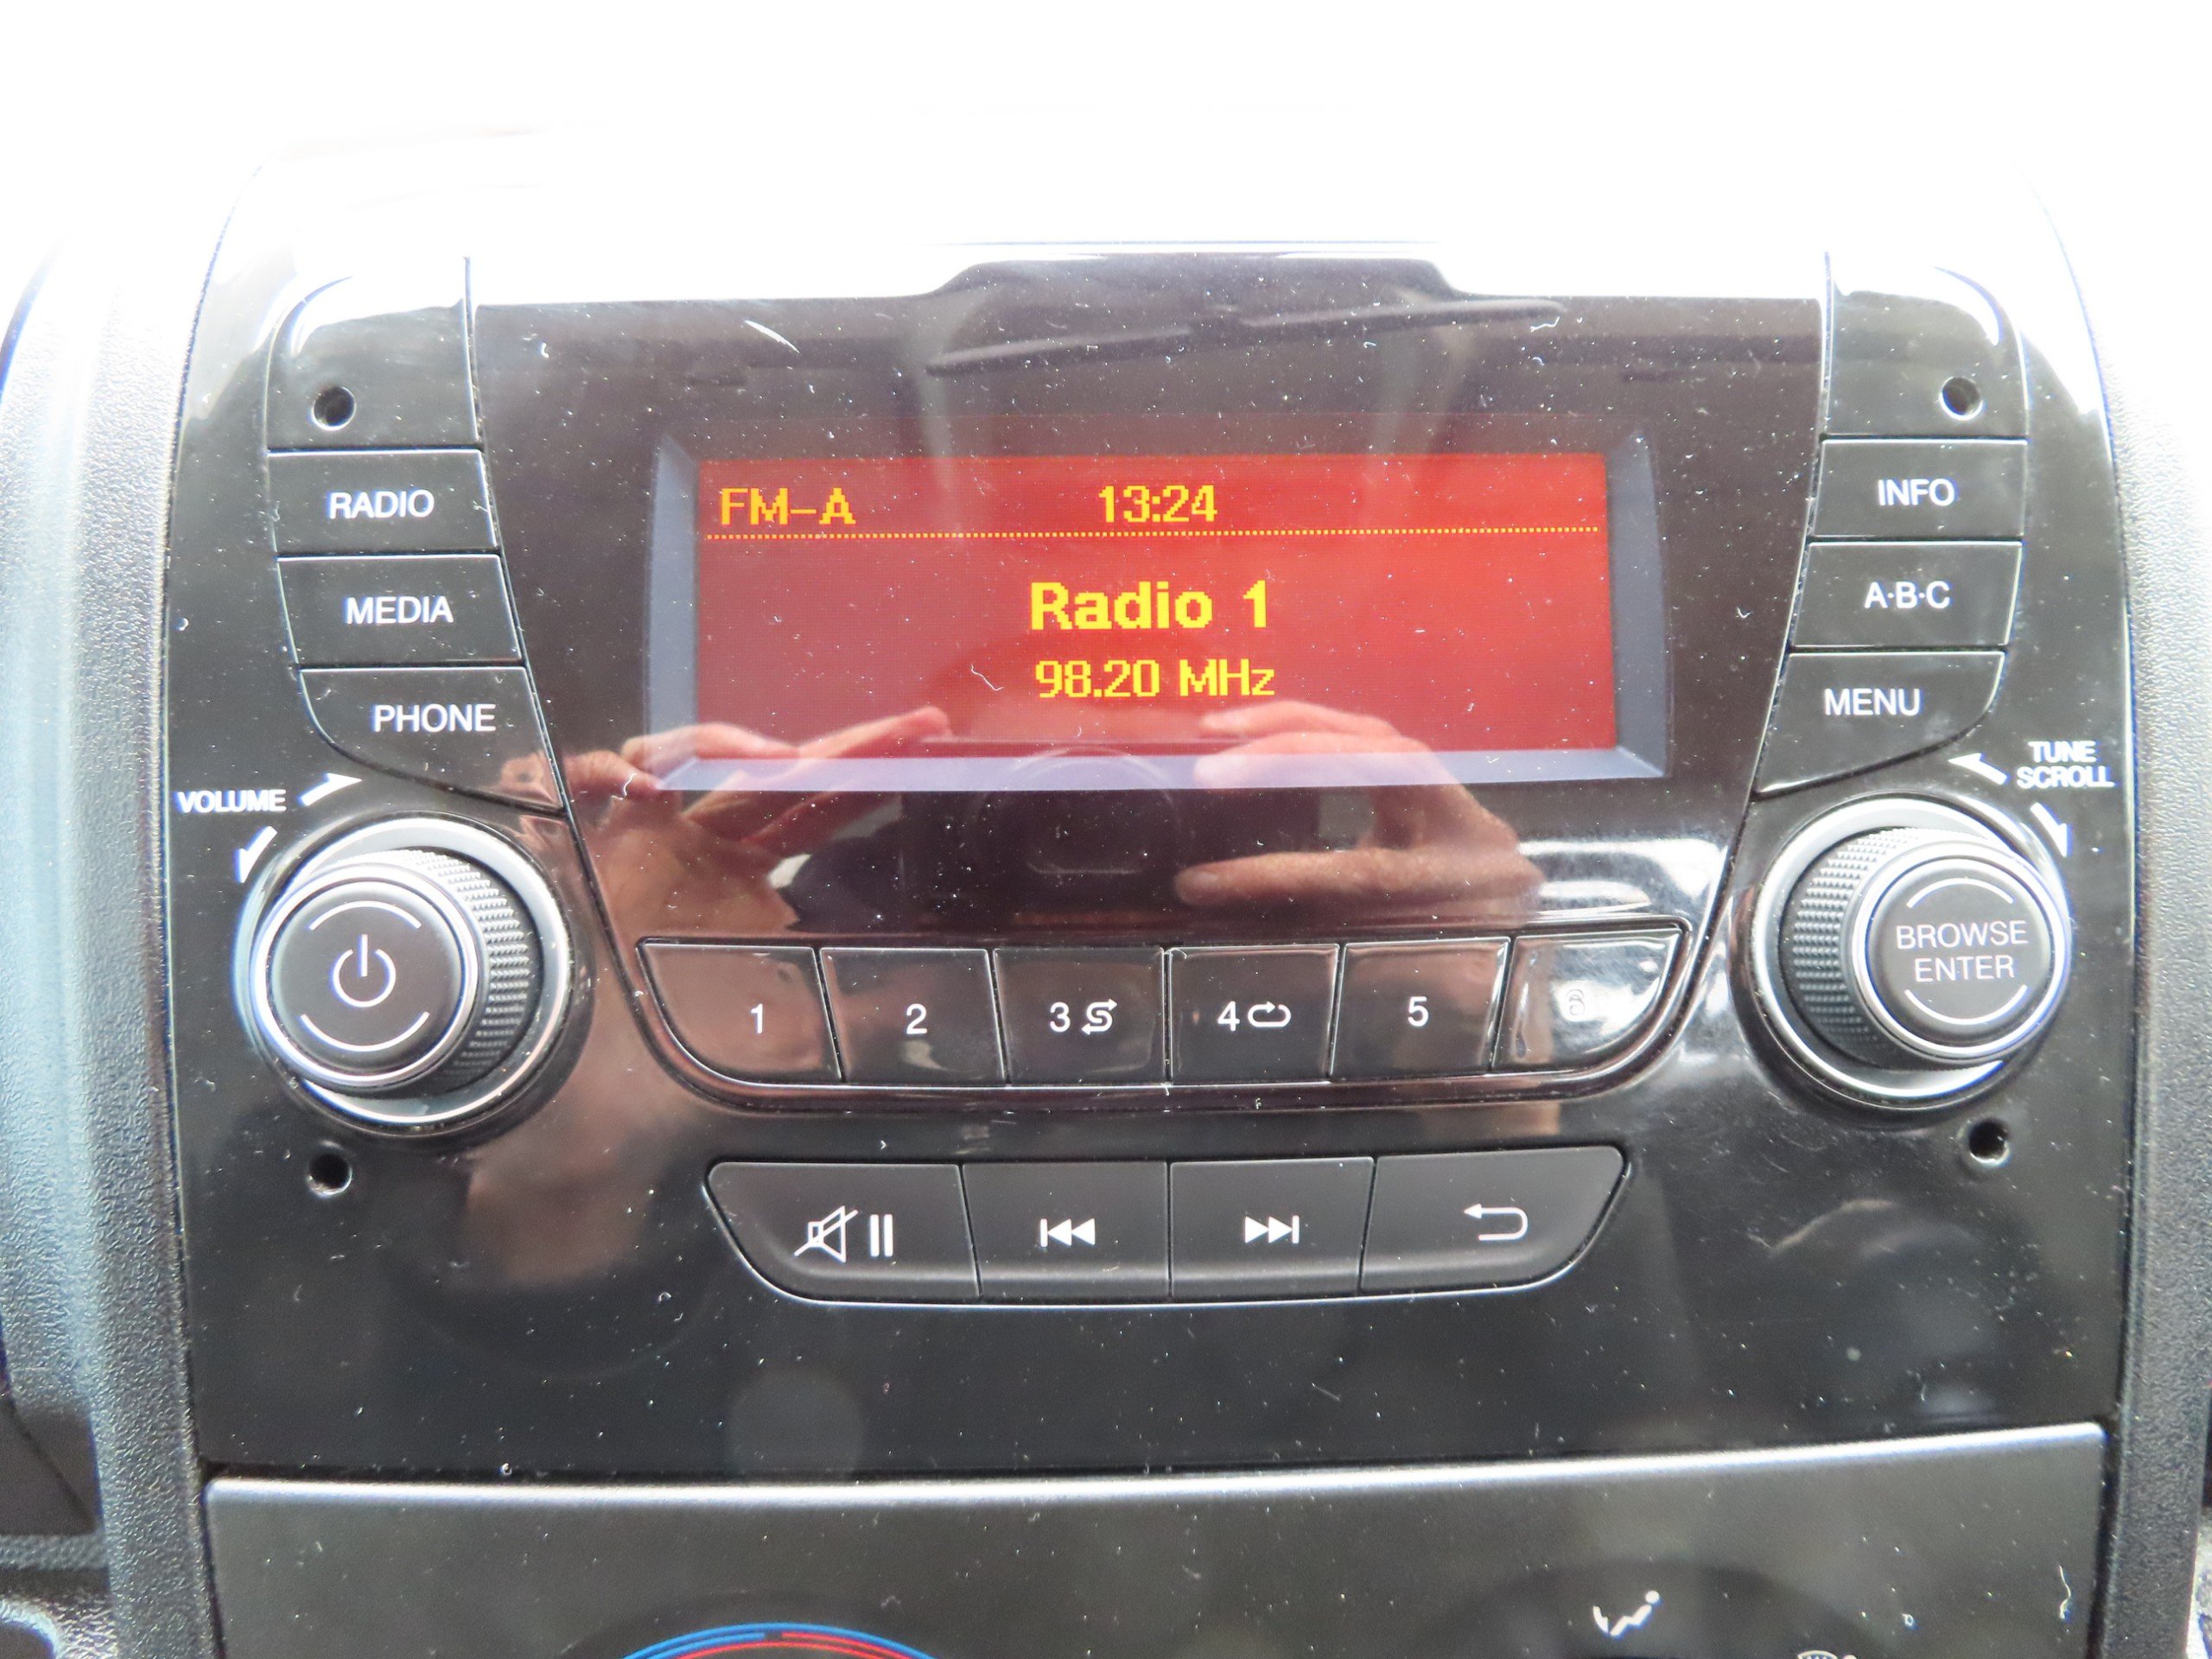 FM-A 13:24
Radio 1
98.20 MHz
RADIO
MEDIA
PHONE
VOLUME
INFO
A·B·C
MENU
TUNE
SCROLL
BROWSE
ENTER
1 2 3 4 5 6